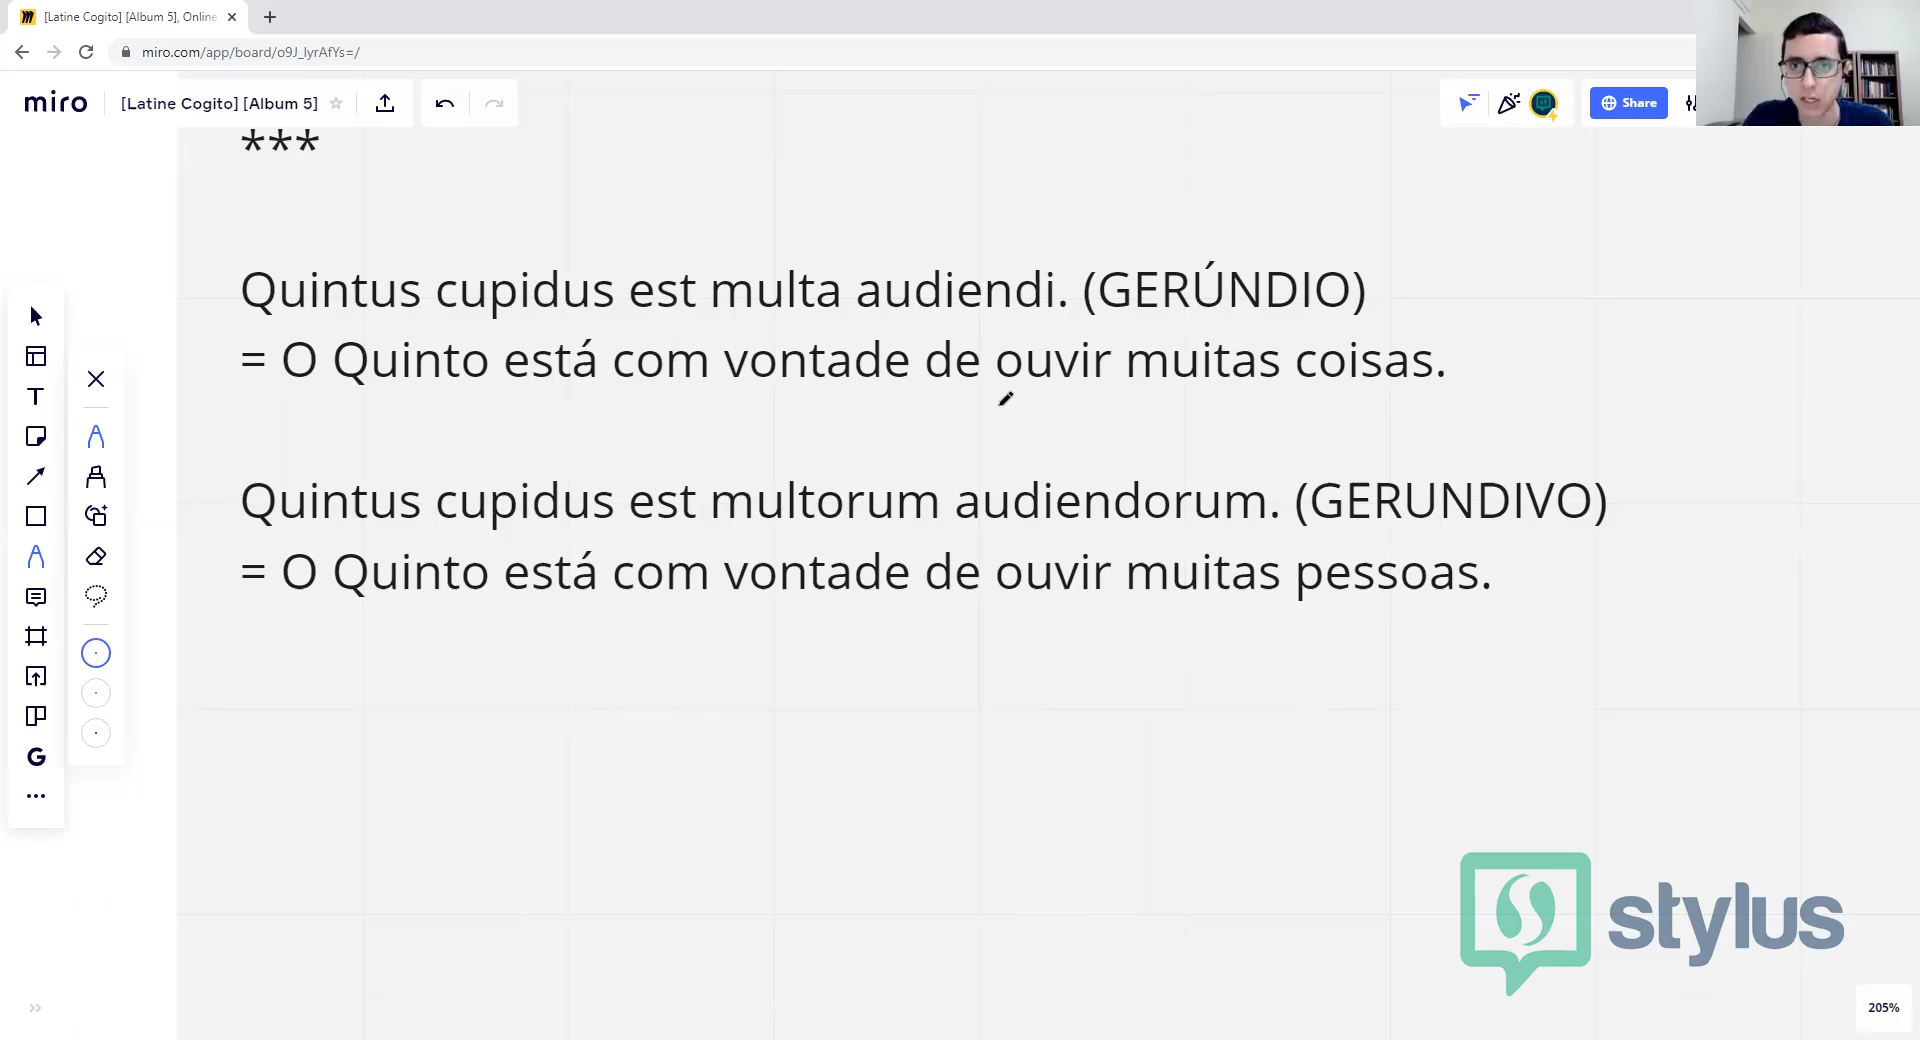 [Latine Cogito] [Album 5], Online
miro.com/app/board/o9J_lyrAfYs=/
miro
[Latine Cogito] [Album 5]
Share
***
Quintus cupidus est multa audiendi. (GERÚNDIO)
= O Quinto está com vontade de ouvir muitas coisas.
Quintus cupidus est multorum audiendorum. (GERUNDIVO)
= O Quinto está com vontade de ouvir muitas pessoas.
stylus
205%